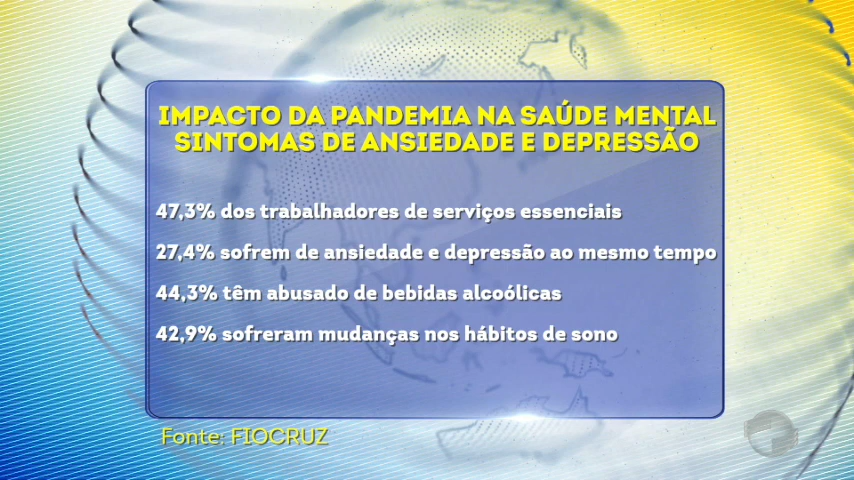 IMPACTO DA PANDEMIA NA SAÚDE MENTAL
SINTOMAS DE ANSIEDADE E DEPRESSÃO
47,3% dos trabalhadores de serviços essenciais
27,4% sofrem de ansiedade e depressão ao mesmo tempo
44,3% têm abusado de bebidas alcoólicas
42,9% sofreram mudanças nos hábitos de sono
Fonte: FIOCRUZ